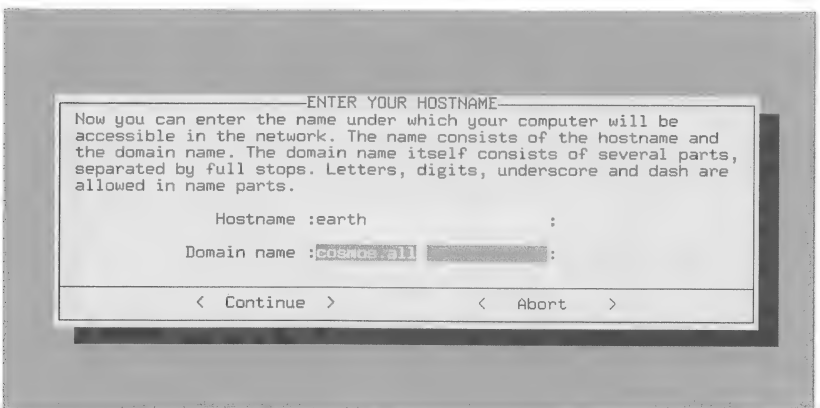 ENTER YOUR HOSTNAME
Now you can enter the name under which your computer will be
accessible in the network. The name consists of the hostname and
the domain name. The domain name itself consists of several parts,
separated by full stops. Letters, digits, underscore and dash are
allowed in name parts.
Hostname :earth :
Domain name :cosmos.all :
< Continue > < Abort >